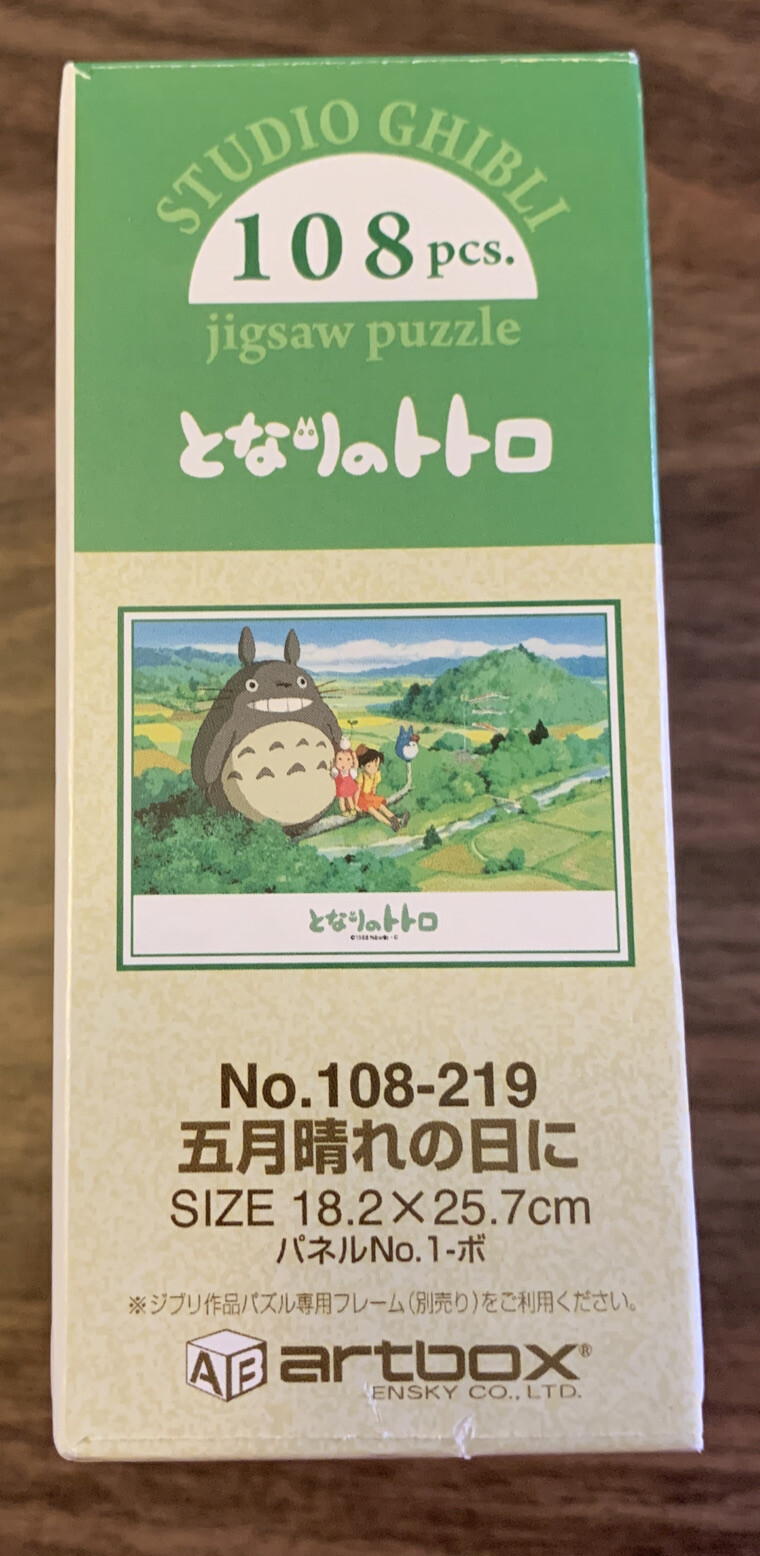 STUDIO GHIBLI
108 pcs.
jigsaw puzzle
となりのトトロ
となりのトトロ
No.108-219
五月晴れの日に
SIZE 18.2×25.7cm
パネルNo.1-ボ
※ジブリ作品パズル専用フレーム(別売り)をご利用ください。
AB artbox®
ENSKY CO.,LTD.